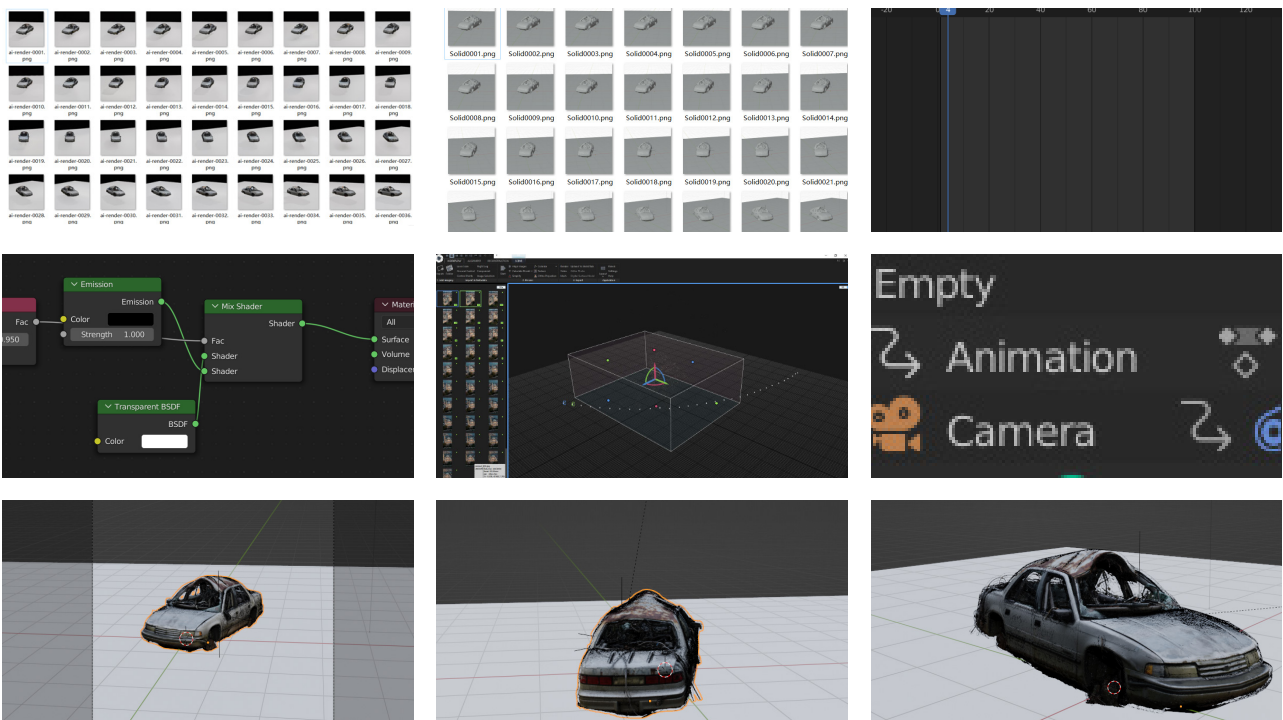 ai-render-0001. ai-render-0002. ai-render-0003. ai-render-0004. ai-render-0005. ai-render-0006. ai-render-0007. ai-render-0008. ai-render-0009.
png png png png png png png png png
ai-render-0010. ai-render-0011. ai-render-0012. ai-render-0013. ai-render-0014. ai-render-0015. ai-render-0016. ai-render-0017. ai-render-0018.
png png png png png png png png png
ai-render-0019. ai-render-0020. ai-render-0021. ai-render-0022. ai-render-0023. ai-render-0024. ai-render-0025. ai-render-0026. ai-render-0027.
png png png png png png png png png
ai-render-0028. ai-render-0029. ai-render-0030. ai-render-0031. ai-render-0032. ai-render-0033. ai-render-0034. ai-render-0035. ai-render-0036.
png png png png png png png png png
Solid0001.png Solid0002.png Solid0003.png Solid0004.png Solid0005.png Solid0006.png Solid0007.png
Solid0008.png Solid0009.png Solid0010.png Solid0011.png Solid0012.png Solid0013.png Solid0014.png
Solid0015.png Solid0016.png Solid0017.png Solid0018.png Solid0019.png Solid0020.png Solid0021.png
-20 4 20 40 60 80 100 120
Emission
Emission
Color
Strength 1.000
Fac
.950
Mix Shader
Shader
Fac
Shader
Shader
Transparent BSDF
BSDF
Color
Mater
All
Surface
Volume
Displacer
Empty
Animation
Camera